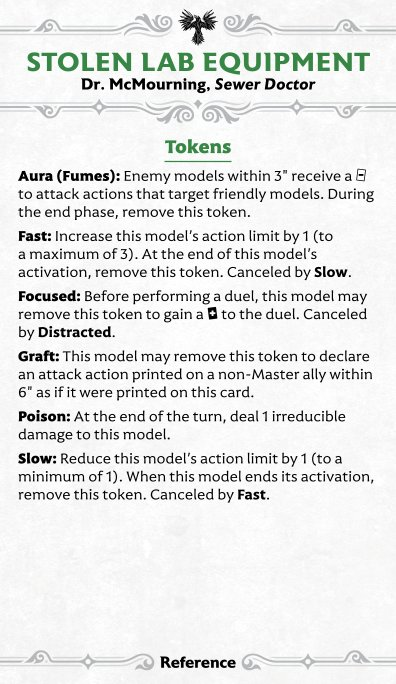 STOLEN LAB EQUIPMENT
Dr. McMourning, Sewer Doctor
Tokens
Aura (Fumes): Enemy models within 3" receive a
to attack actions that target friendly models. During
the end phase, remove this token.
Fast: Increase this model's action limit by 1 (to
a maximum of 3). At the end of this model's
activation, remove this token. Canceled by Slow.
Focused: Before performing a duel, this model may
remove this token to gain a to the duel. Canceled
by Distracted.
Graft: This model may remove this token to declare
an attack action printed on a non-Master ally within
6" as if it were printed on this card.
Poison: At the end of the turn, deal 1 irreducible
damage to this model.
Slow: Reduce this model's action limit by 1 (to a
minimum of 1). When this model ends its activation,
remove this token. Canceled by Fast.
Reference